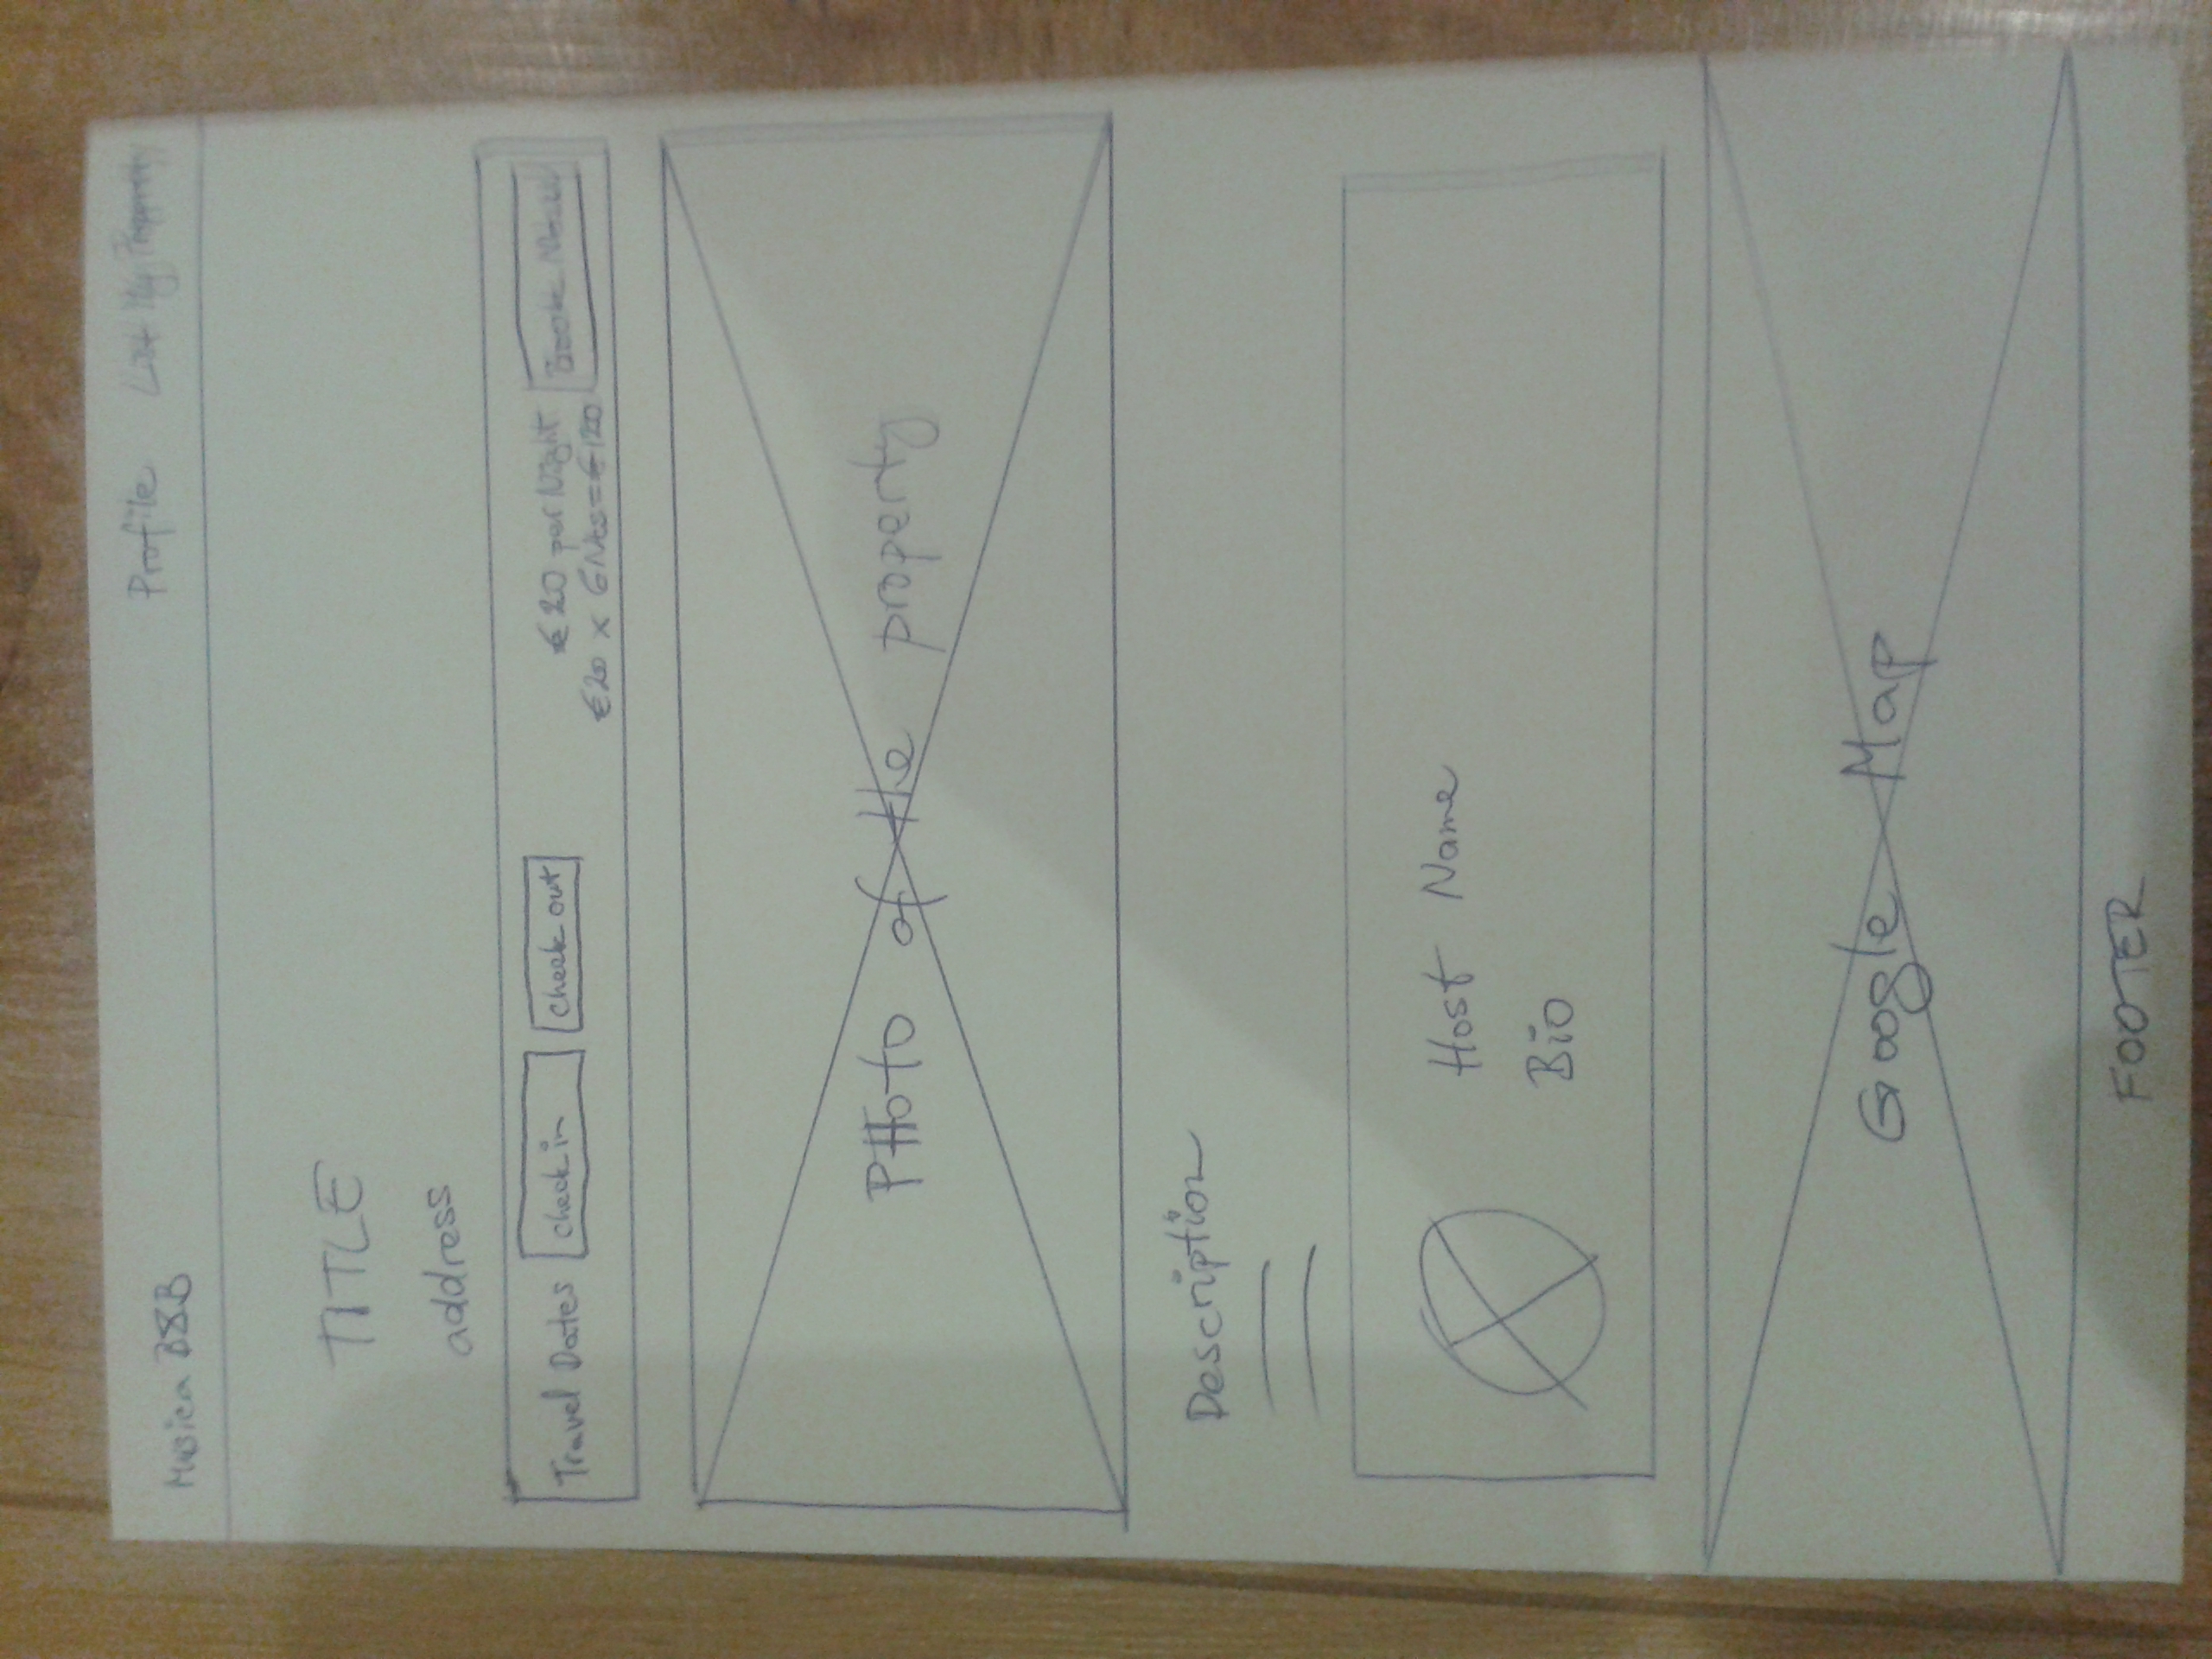 Musica B&B Profile List My Property
TITLE
address
Travel Dates check in check out €20 per Night Book Now
€20 x 6Nts=€120
PHoto of the property
Description
Host Name
Bio
Google Map
FOOTER